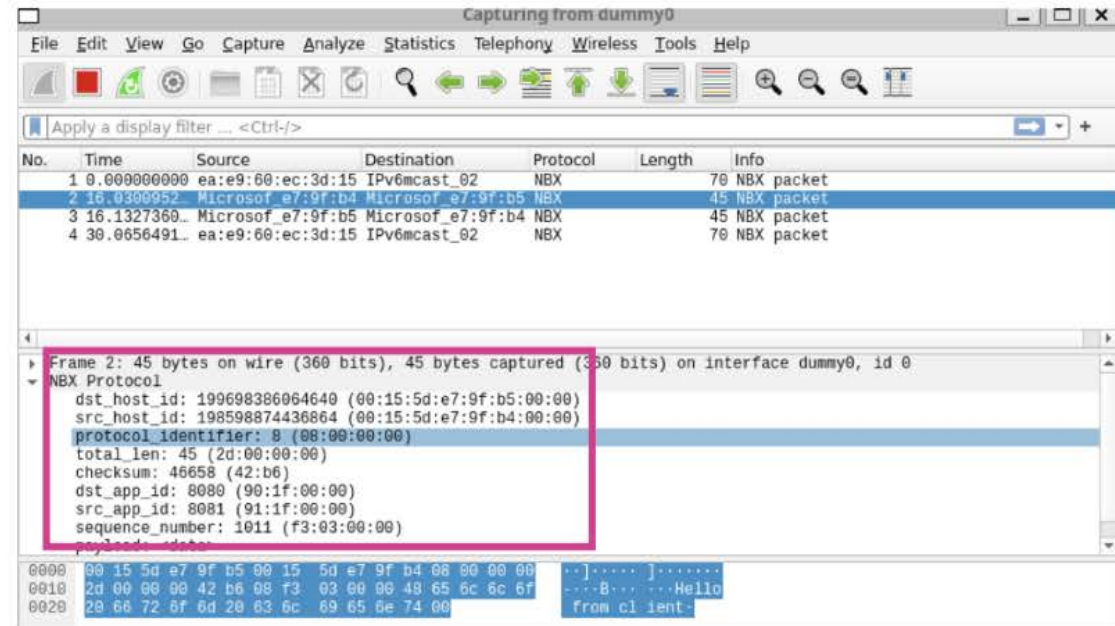 Capturing from dummy0
File Edit View Go Capture Analyze Statistics Telephony Wireless Tools Help
Apply a display filter ... <Ctrl-/>
No. Time Source Destination Protocol Length Info
1 0.000000000 ea:e9:60:ec:3d:15 IPv6mcast_02 NBX 70 NBX packet
2 16.0300952… Microsof_e7:9f:b4 Microsof_e7:9f:b5 NBX 45 NBX packet
3 16.1327360… Microsof_e7:9f:b5 Microsof_e7:9f:b4 NBX 45 NBX packet
4 30.0656491… ea:e9:60:ec:3d:15 IPv6mcast_02 NBX 70 NBX packet
Frame 2: 45 bytes on wire (360 bits), 45 bytes captured (360 bits) on interface dummy0, id 0
NBX Protocol
dst_host_id: 199698386064640 (00:15:5d:e7:9f:b5:00:00)
src_host_id: 198598874436864 (00:15:5d:e7:9f:b4:00:00)
protocol_identifier: 8 (08:00:00:00)
total_len: 45 (2d:00:00:00)
checksum: 46658 (42:b6)
dst_app_id: 8080 (90:1f:00:00)
src_app_id: 8081 (91:1f:00:00)
sequence_number: 1011 (f3:03:00:00)
0000 00 15 5d e7 9f b5 00 15 5d e7 9f b4 08 00 00 00 ··]····· ]·······
0010 2d 00 00 00 42 b6 08 f3 03 00 00 48 65 6c 6c 6f -···B··· ···Hello
0020 20 66 72 6f 6d 20 63 6c 69 65 6e 74 00 from cl ient·